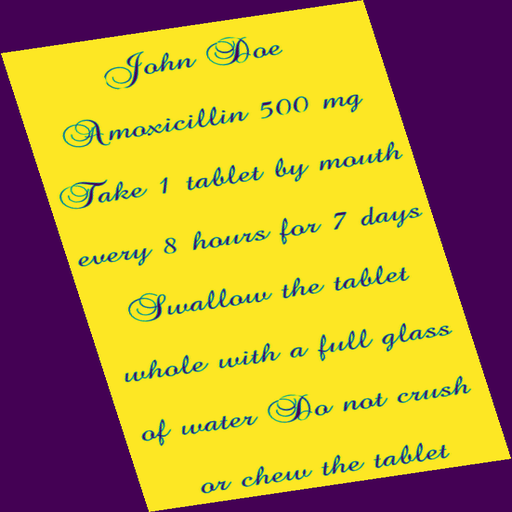 John Doe
Amoxicillin 500 mg
Take 1 tablet by mouth
every 8 hours for 7 days
Swallow the tablet
whole with a full glass
of water Do not crush
or chew the tablet